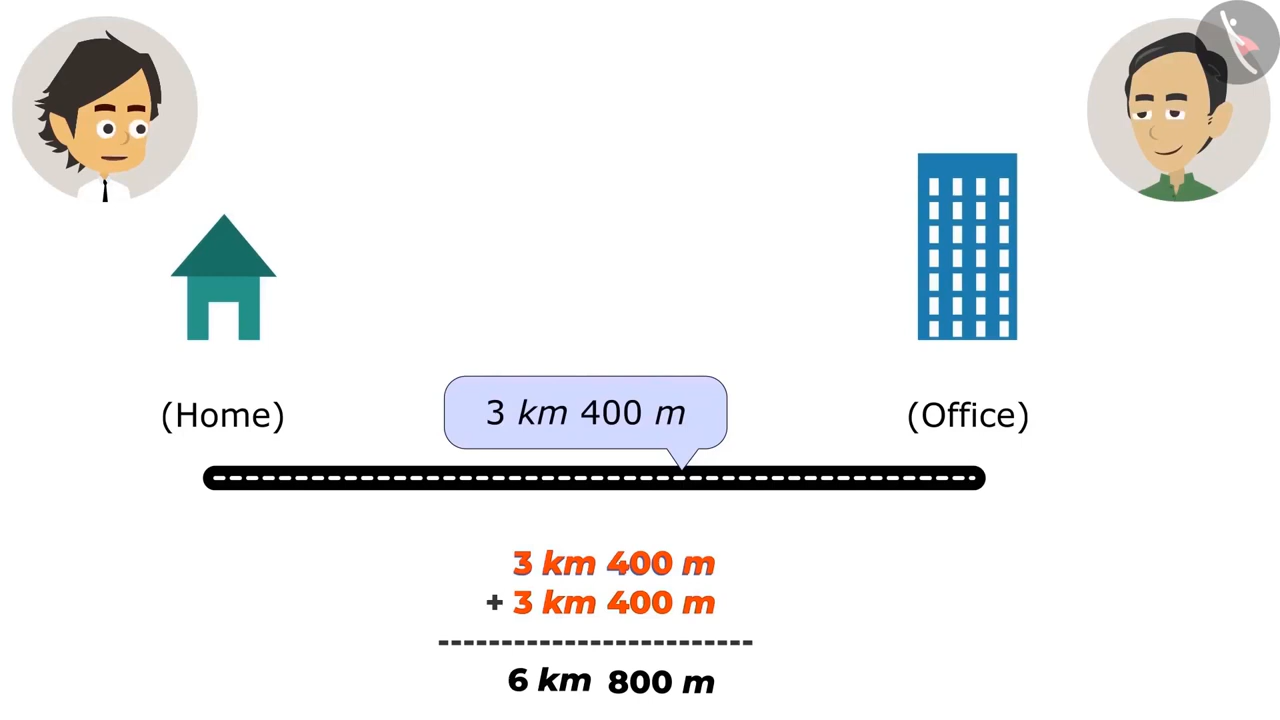 3 km 400 m
(Home)
(Office)
3 km 400 m
+ 3 km 400 m
-------------------------
6 km 800 m